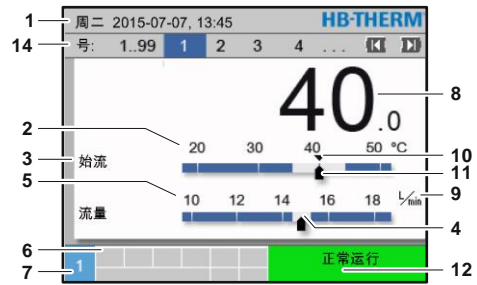 1 周二 2015-07-07, 13:45 HB-THERM
14 号: 1..99 1 2 3 4 ...
40.0 8
2 20 30 40 50 °C 10
3 始流 11
5 10 12 14 16 18 L/min 9
流量 4
6 正常运行
7 1 12